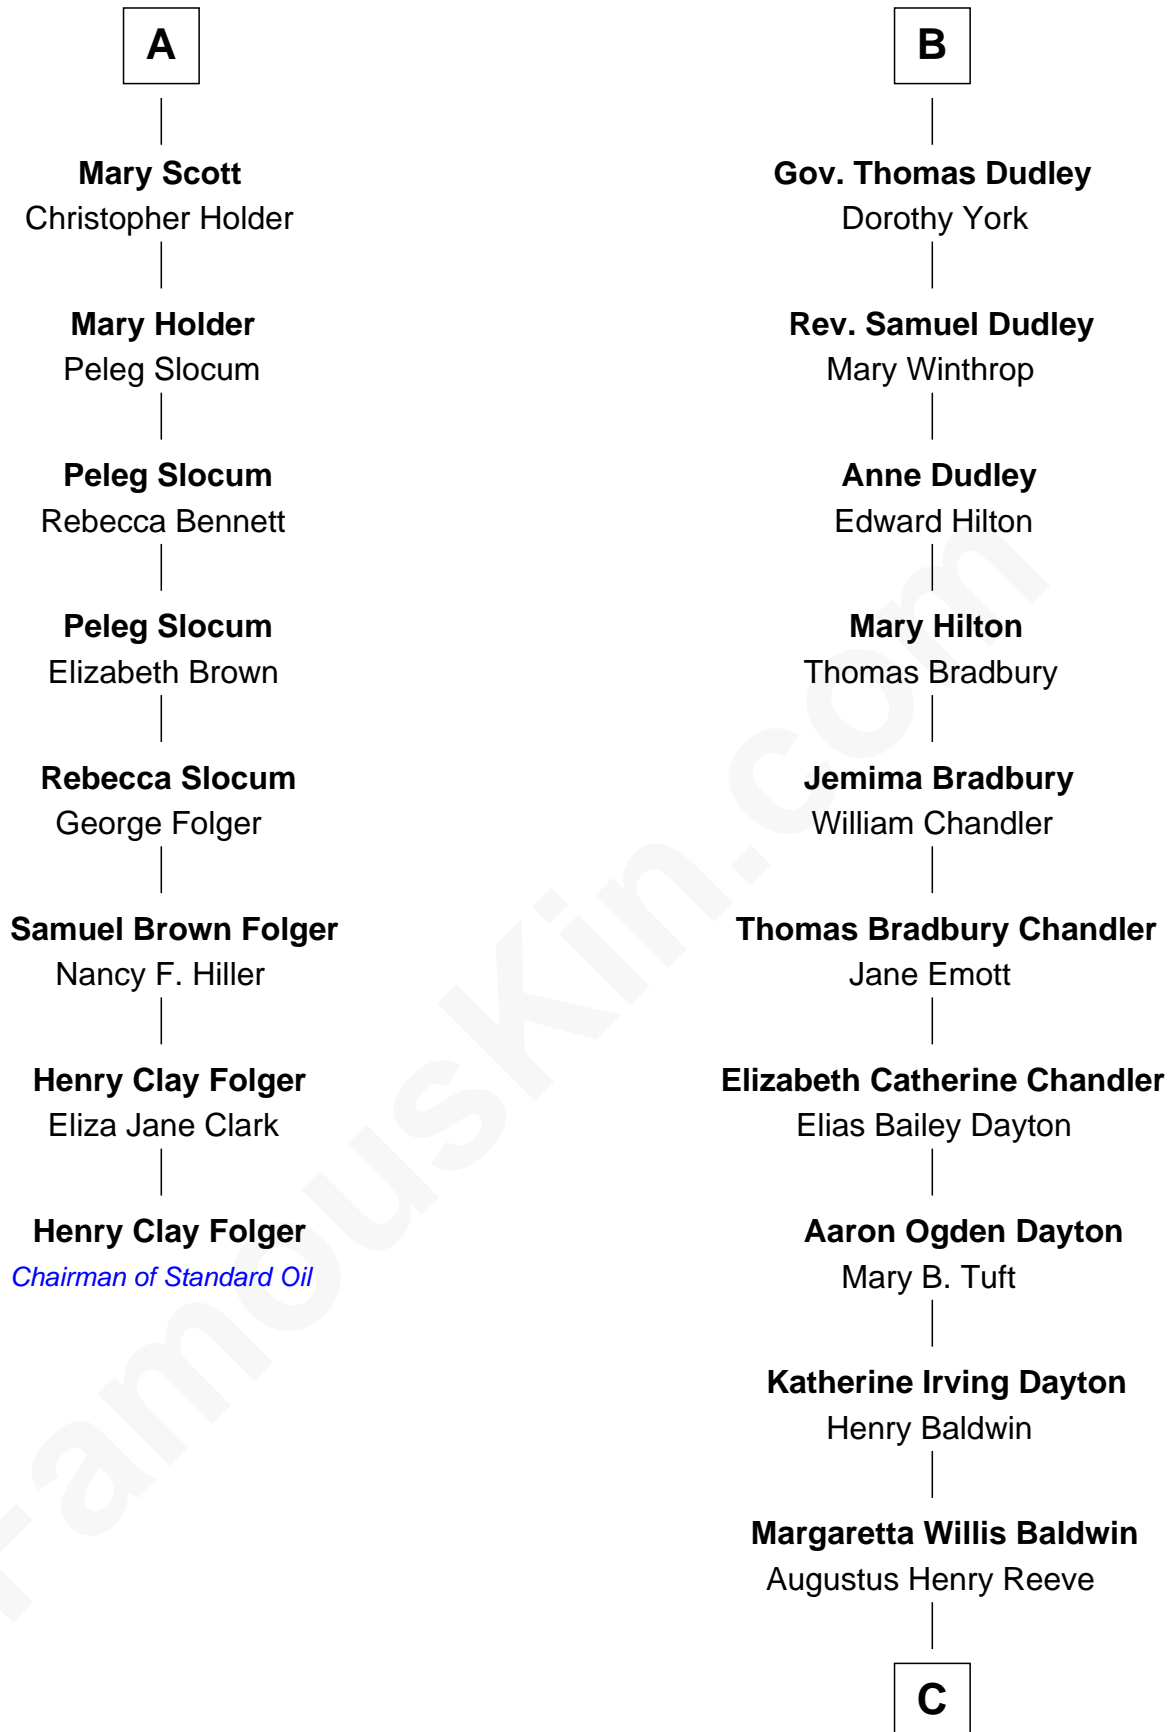 A
Mary Scott
Christopher Holder
Mary Holder
Peleg Slocum
Peleg Slocum
Rebecca Bennett
Peleg Slocum
Elizabeth Brown
Rebecca Slocum
George Folger
Samuel Brown Folger
Nancy F. Hiller
Henry Clay Folger
Eliza Jane Clark
Henry Clay Folger
Chairman of Standard Oil
B
Gov. Thomas Dudley
Dorothy York
Rev. Samuel Dudley
Mary Winthrop
Anne Dudley
Edward Hilton
Mary Hilton
Thomas Bradbury
Jemima Bradbury
William Chandler
Thomas Bradbury Chandler
Jane Emott
Elizabeth Catherine Chandler
Elias Bailey Dayton
Aaron Ogden Dayton
Mary B. Tuft
Katherine Irving Dayton
Henry Baldwin
Margaretta Willis Baldwin
Augustus Henry Reeve
C
FamousKin.com